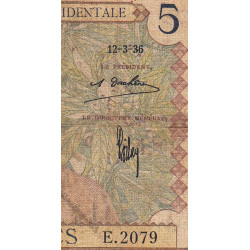 IDENTALE 5
12-3-36
LE PRÉSIDENT,
LE DIRECTEUR GÉNÉRAL,
S E.2079